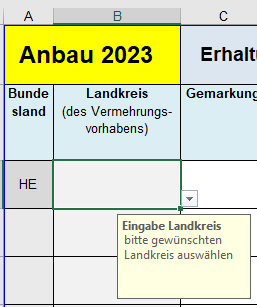 A B C
Anbau 2023 Erhaltu
Bunde Landkreis Gemarkung
sland (des Vermehrungs-
vorhabens)
HE
Eingabe Landkreis
bitte gewünschten
Landkreis auswählen